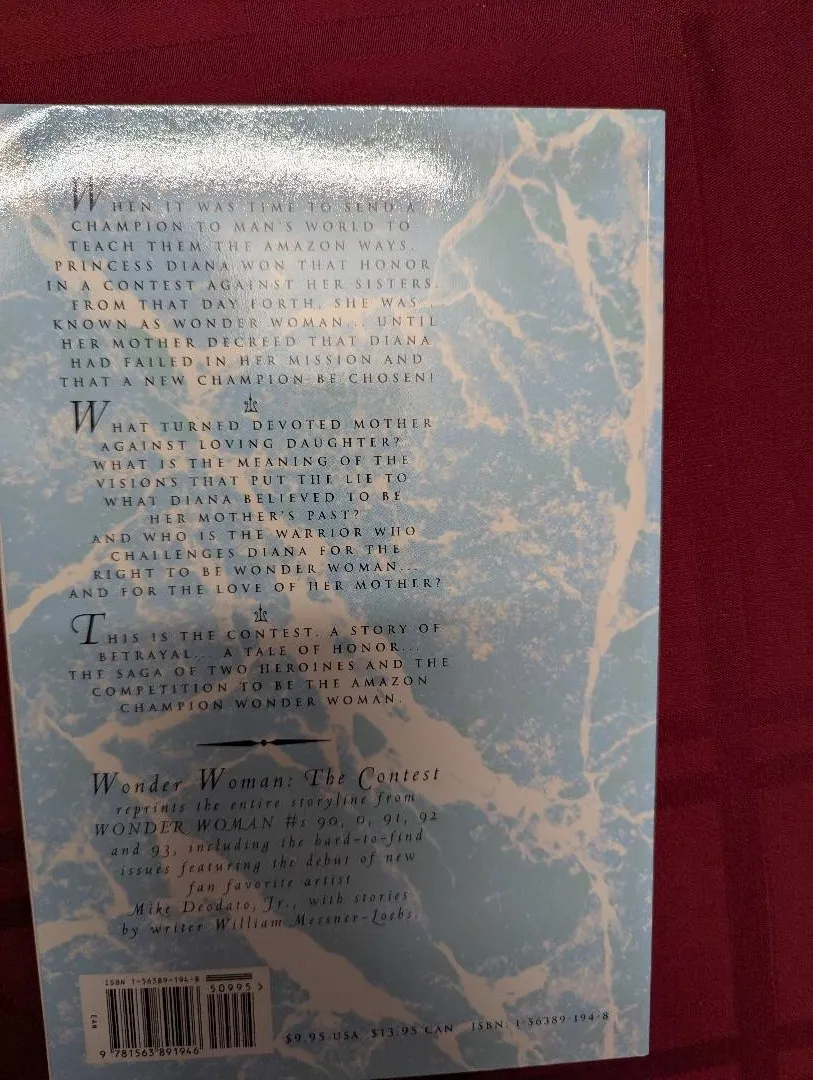 WHEN IT WAS TIME TO SEND A
CHAMPION TO MAN'S WORLD TO
TEACH THEM THE AMAZON WAYS,
PRINCESS DIANA WON THAT HONOR
IN A CONTEST AGAINST HER SISTERS.
FROM THAT DAY FORTH, SHE WAS
KNOWN AS WONDER WOMAN... UNTIL
HER MOTHER DECREED THAT DIANA
HAD FAILED IN HER MISSION AND
THAT A NEW CHAMPION BE CHOSEN!
WHAT TURNED DEVOTED MOTHER
AGAINST LOVING DAUGHTER?
WHAT IS THE MEANING OF THE
VISIONS THAT PUT THE LIE TO
WHAT DIANA BELIEVED TO BE
HER MOTHER'S PAST?
AND WHO IS THE WARRIOR WHO
CHALLENGES DIANA FOR THE
RIGHT TO BE WONDER WOMAN...
AND FOR THE LOVE OF HER MOTHER?
THIS IS THE CONTEST. A STORY OF
BETRAYAL... A TALE OF HONOR...
THE SAGA OF TWO HEROINES AND THE
COMPETITION TO BE THE AMAZON
CHAMPION WONDER WOMAN.
Wonder Woman: The Contest
reprints the entire storyline from
WONDER WOMAN #s 90, 0, 91, 92
and 93, including the hard-to-find
issues featuring the debut of new
fan favorite artist
Mike Deodato, Jr., with stories
by writer William Messner-Loebs.
ISBN 1-56389-194-8
50995>
9 781563 891946
$9.95 USA $13.95 CAN ISBN: 1-56389-194-8